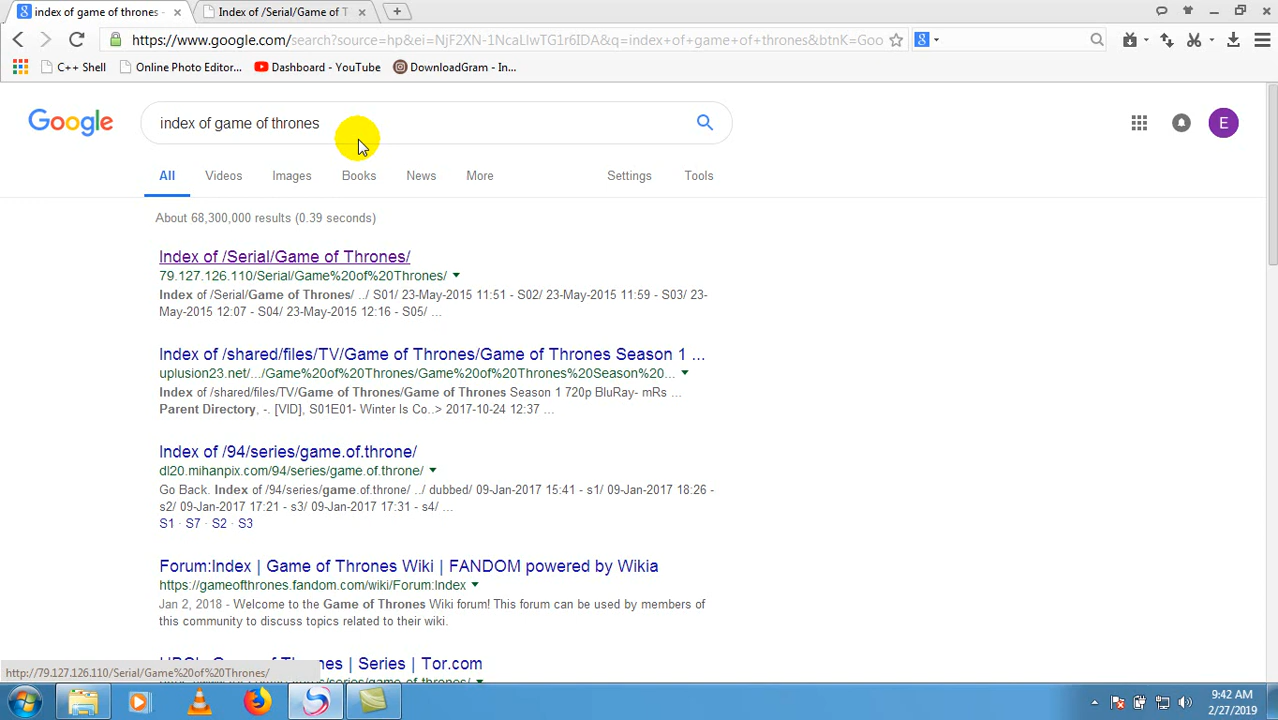 index of game of thrones -
Index of /Serial/Game of T
https://www.google.com/search?source=hp&ei=NjF2XN-1NcaLlwTG1r6IDA&q=index+of+game+of+thrones&btnK=Goo
C++ Shell
Online Photo Editor...
Dashboard - YouTube
DownloadGram - In...
Google
index of game of thrones
E
All
Videos
Images
Books
News
More
Settings
Tools
About 68,300,000 results (0.39 seconds)
Index of /Serial/Game of Thrones/
79.127.126.110/Serial/Game%20of%20Thrones/
Index of /Serial/Game of Thrones/ ../ S01/ 23-May-2015 11:51 - S02/ 23-May-2015 11:59 - S03/ 23-
May-2015 12:07 - S04/ 23-May-2015 12:16 - S05/ ...
Index of /shared/files/TV/Game of Thrones/Game of Thrones Season 1 ...
uplusion23.net/.../Game%20of%20Thrones/Game%20of%20Thrones%20Season%20...
Index of /shared/files/TV/Game of Thrones/Game of Thrones Season 1 720p BluRay- mRs ...
Parent Directory, -. [VID], S01E01- Winter Is Co..> 2017-10-24 12:37 ...
Index of /94/series/game.of.throne/
dl20.mihanpix.com/94/series/game.of.throne/
Go Back. Index of /94/series/game.of.throne/ ../ dubbed/ 09-Jan-2017 15:41 - s1/ 09-Jan-2017 18:26 -
s2/ 09-Jan-2017 17:21 - s3/ 09-Jan-2017 17:31 - s4/ ...
S1 · S7 · S2 · S3
Forum:Index | Game of Thrones Wiki | FANDOM powered by Wikia
https://gameofthrones.fandom.com/wiki/Forum:Index
Jan 2, 2018 - Welcome to the Game of Thrones Wiki forum! This forum can be used by members of
this community to discuss topics related to their wiki.
Thrones | Series | Tor.com
http://79.127.126.110/Serial/Game%20of%20Thrones/
9:42 AM
2/27/2019